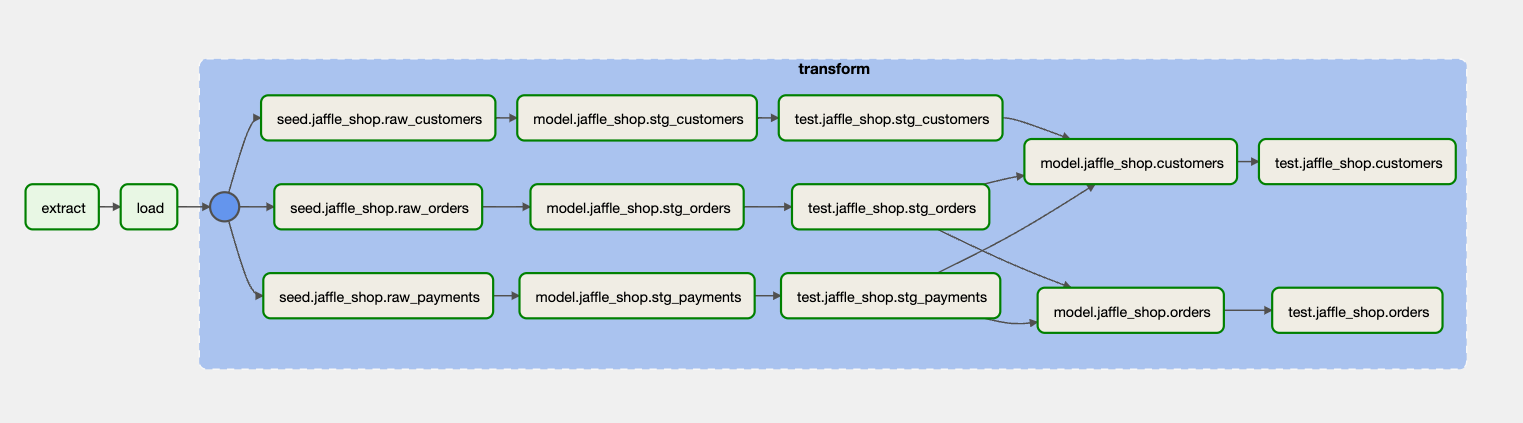 transform
seed.jaffle_shop.raw_customers
model.jaffle_shop.stg_customers
test.jaffle_shop.stg_customers
model.jaffle_shop.customers
test.jaffle_shop.customers
extract
load
seed.jaffle_shop.raw_orders
model.jaffle_shop.stg_orders
test.jaffle_shop.stg_orders
seed.jaffle_shop.raw_payments
model.jaffle_shop.stg_payments
test.jaffle_shop.stg_payments
model.jaffle_shop.orders
test.jaffle_shop.orders